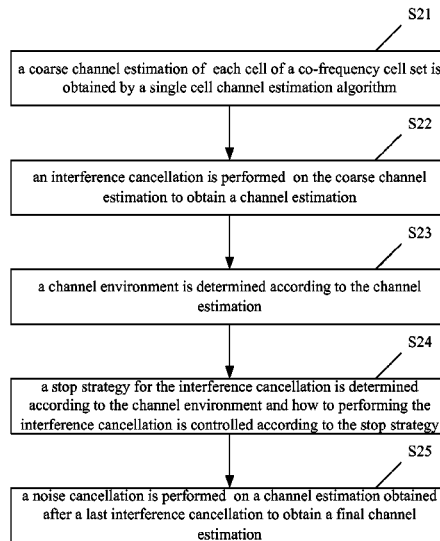 S21
a coarse channel estimation of each cell of a co-frequency cell set is
obtained by a single cell channel estimation algorithm
S22
an interference cancellation is performed on the coarse channel
estimation to obtain a channel estimation
S23
a channel environment is determined according to the channel
estimation
S24
a stop strategy for the interference cancellation is determined
according to the channel environment and how to performing the
interference cancellation is controlled according to the stop strategy
S25
a noise cancellation is performed on a channel estimation obtained
after a last interference cancellation to obtain a final channel
estimation